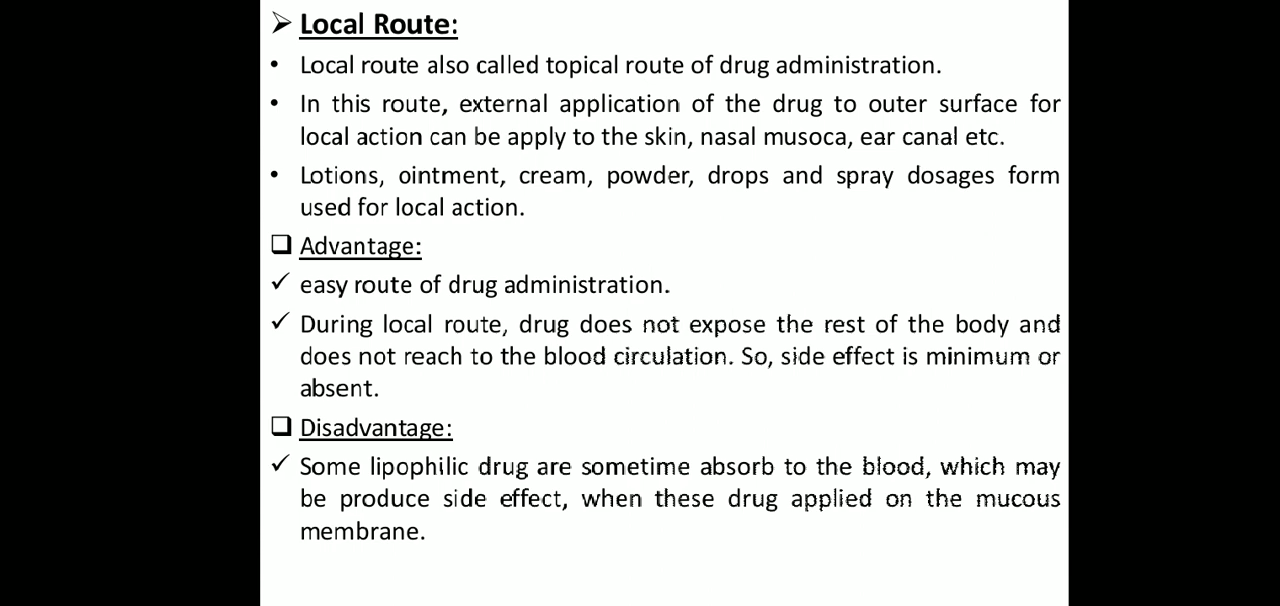 ➢ Local Route:
• Local route also called topical route of drug administration.
• In this route, external application of the drug to outer surface for
local action can be apply to the skin, nasal musoca, ear canal etc.
• Lotions, ointment, cream, powder, drops and spray dosages form
used for local action.
❑ Advantage:
✓ easy route of drug administration.
✓ During local route, drug does not expose the rest of the body and
does not reach to the blood circulation. So, side effect is minimum or
absent.
❑ Disadvantage:
✓ Some lipophilic drug are sometime absorb to the blood, which may
be produce side effect, when these drug applied on the mucous
membrane.